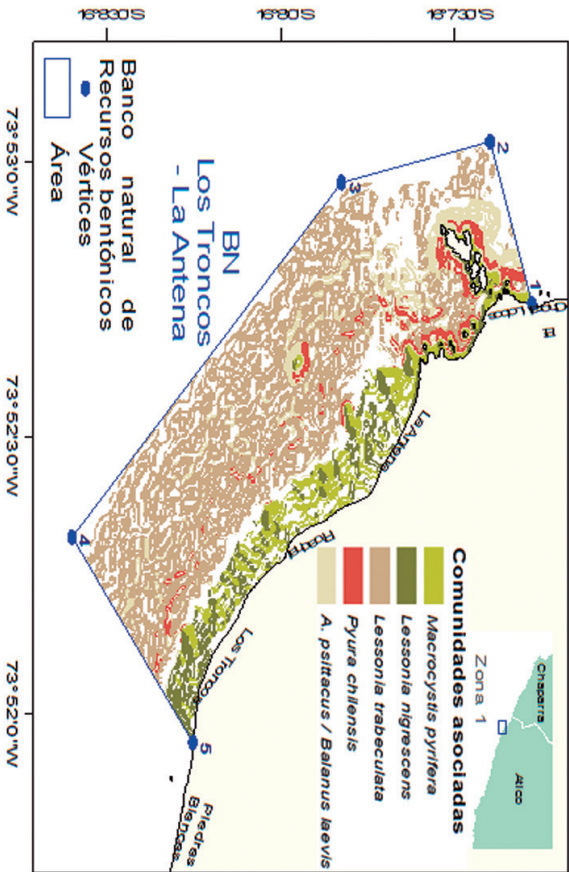 16°8'30"S
16°8'0"S
16°7'30"S
73°53'0"W
73°52'30"W
73°52'0"W
Chaparra
Atico
Zona 1
Comunidades asociadas
Macrocystis pyrifera
Lessonia nigrescens
Lessonia trabeculata
Pyura chilensis
A. psittacus / Balanus laevis
1
2
3
4
5
La Antena
Los Troncos
Piedras
Blancas
BN
Los Troncos
- La Antena
Banco natural de
Recursos bentónicos
Vértices
Área